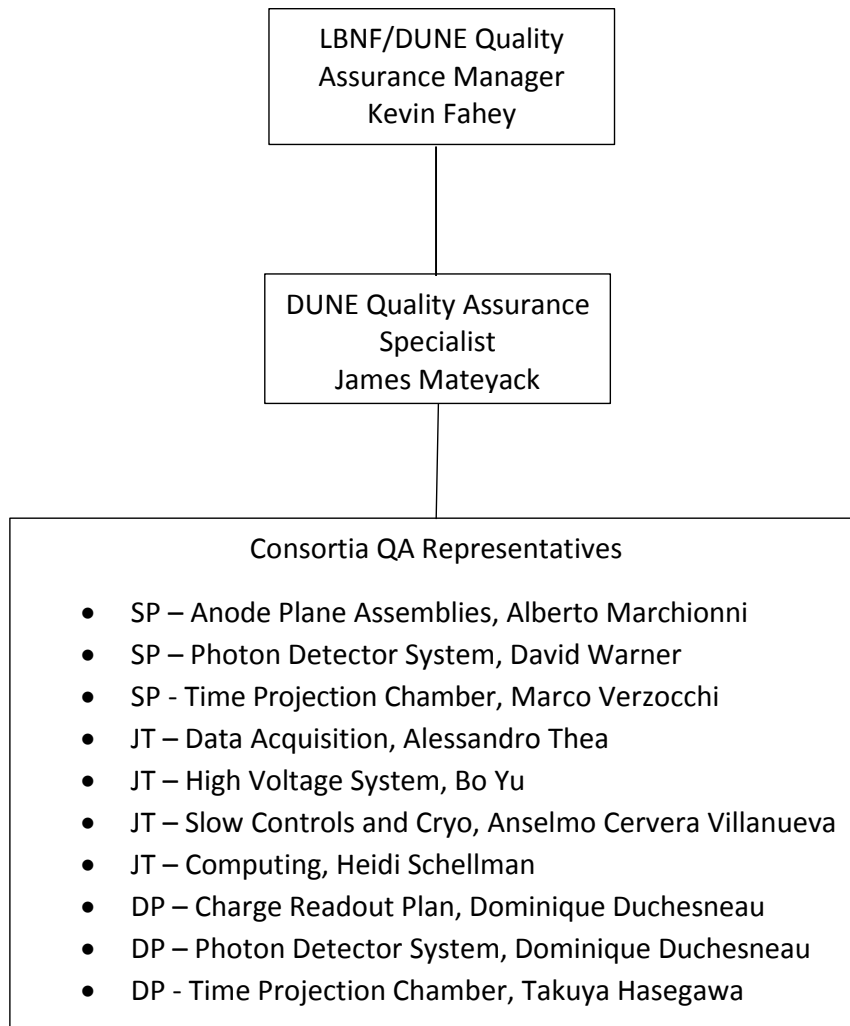 LBNF/DUNE Quality
Assurance Manager
Kevin Fahey
DUNE Quality Assurance
Specialist
James Mateyack
Consortia QA Representatives
• SP – Anode Plane Assemblies, Alberto Marchionni
• SP – Photon Detector System, David Warner
• SP - Time Projection Chamber, Marco Verzocchi
• JT – Data Acquisition, Alessandro Thea
• JT – High Voltage System, Bo Yu
• JT – Slow Controls and Cryo, Anselmo Cervera Villanueva
• JT – Computing, Heidi Schellman
• DP – Charge Readout Plan, Dominique Duchesneau
• DP – Photon Detector System, Dominique Duchesneau
• DP - Time Projection Chamber, Takuya Hasegawa